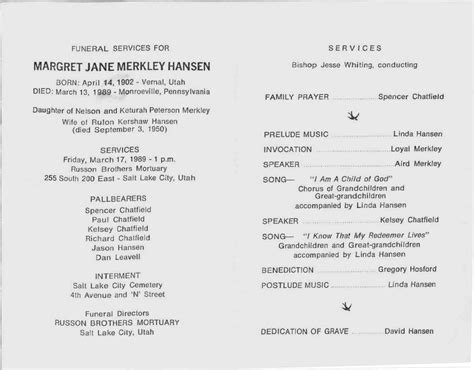 FUNERAL SERVICES FOR
MARGRET JANE MERKLEY HANSEN
BORN: April 14, 1902 - Vernal, Utah
DIED: March 13, 1989 - Monroeville, Pennsylvania
Daughter of Nelson and Keturah Peterson Merkley
Wife of Rulon Kershaw Hansen
(died September 3, 1950)
SERVICES
Friday, March 17, 1989 - 1 p.m.
Russon Brothers Mortuary
255 South 200 East - Salt Lake City, Utah
PALLBEARERS
Spencer Chatfield
Paul Chatfield
Kelsey Chatfield
Richard Chatfield
Jason Hansen
Dan Leavell
INTERMENT
Salt Lake City Cemetery
4th Avenue and 'N' Street
Funeral Directors
RUSSON BROTHERS MORTUARY
Salt Lake City, Utah
SERVICES
Bishop Jesse Whiting, conducting
FAMILY PRAYER ........ Spencer Chatfield
PRELUDE MUSIC ........ Linda Hansen
INVOCATION ........ Loyal Merkley
SPEAKER ........ Aird Merkley
SONG— "I Am A Child of God"
Chorus of Grandchildren and
Great-grandchildren
accompanied by Linda Hansen
SPEAKER ........ Kelsey Chatfield
SONG— "I Know That My Redeemer Lives"
Grandchildren and Great-grandchildren
accompanied by Linda Hansen
BENEDICTION ........ Gregory Hosford
POSTLUDE MUSIC ........ Linda Hansen
DEDICATION OF GRAVE ........ David Hansen